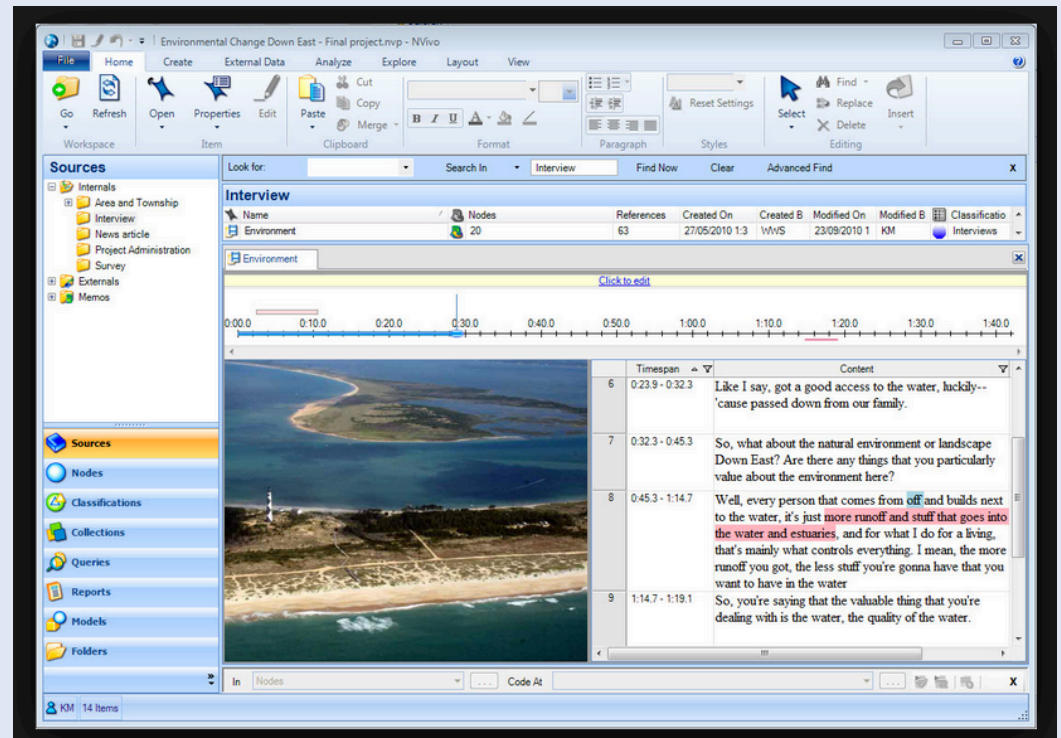 Environmental Change Down East - Final project.nvp - NVivo
File Home Create External Data Analyze Explore Layout View
Go Refresh Open Properties Edit Paste Cut Copy Merge
B I U A
Reset Settings
Select Find Replace Delete Insert
Workspace Item Clipboard Format Paragraph Styles Editing
Sources
Internals
Area and Township
Interview
News article
Project Administration
Survey
Externals
Memos
Look for: Search In Interview Find Now Clear Advanced Find x
Interview
Name Nodes References Created On Created B Modified On Modified B Classificatio
Environment 20 63 27/05/2010 1:3 WWS 23/09/2010 1 KM Interviews
Environment
Click to edit
0:00.0 0:10.0 0:20.0 0:30.0 0:40.0 0:50.0 1:00.0 1:10.0 1:20.0 1:30.0 1:40.0
Timespan Content
6 0:23.9 - 0:32.3 Like I say, got a good access to the water, luckily--
'cause passed down from our family.
7 0:32.3 - 0:45.3 So, what about the natural environment or landscape
Down East? Are there any things that you particularly
value about the environment here?
8 0:45.3 - 1:14.7 Well, every person that comes from off and builds next
to the water, it's just more runoff and stuff that goes into
the water and estuaries, and for what I do for a living,
that's mainly what controls everything. I mean, the more
runoff you got, the less stuff you're gonna have that you
want to have in the water
9 1:14.7 - 1:19.1 So, you're saying that the valuable thing that you're
dealing with is the water, the quality of the water.
Sources
Nodes
Classifications
Collections
Queries
Reports
Models
Folders
In Nodes ... Code At ... x
KM 14 Items